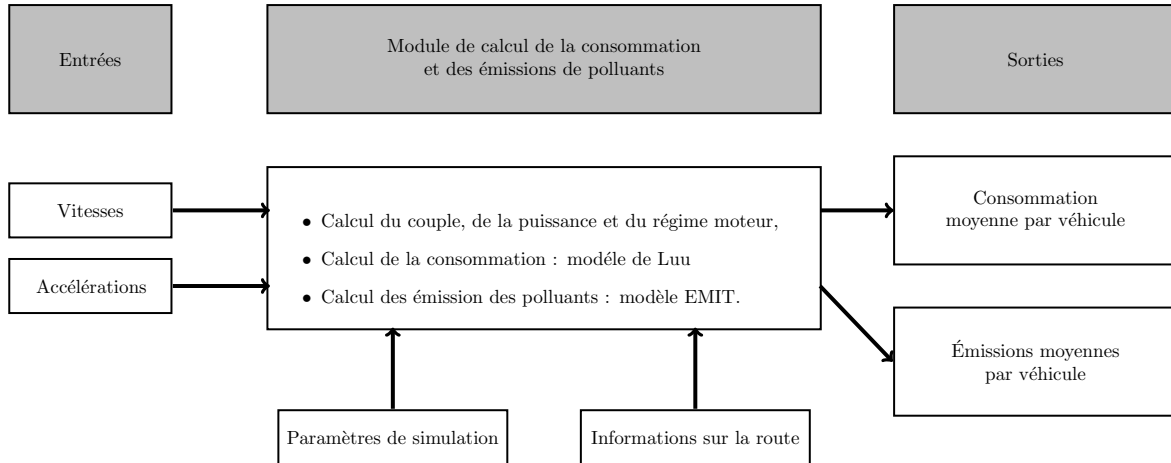 Entrées
Module de calcul de la consommation
et des émissions de polluants
Sorties
Vitesses
Accélérations
• Calcul du couple, de la puissance et du régime moteur,
• Calcul de la consommation : modéle de Luu
• Calcul des émission des polluants : modèle EMIT.
Consommation
moyenne par véhicule
Émissions moyennes
par véhicule
Paramètres de simulation
Informations sur la route